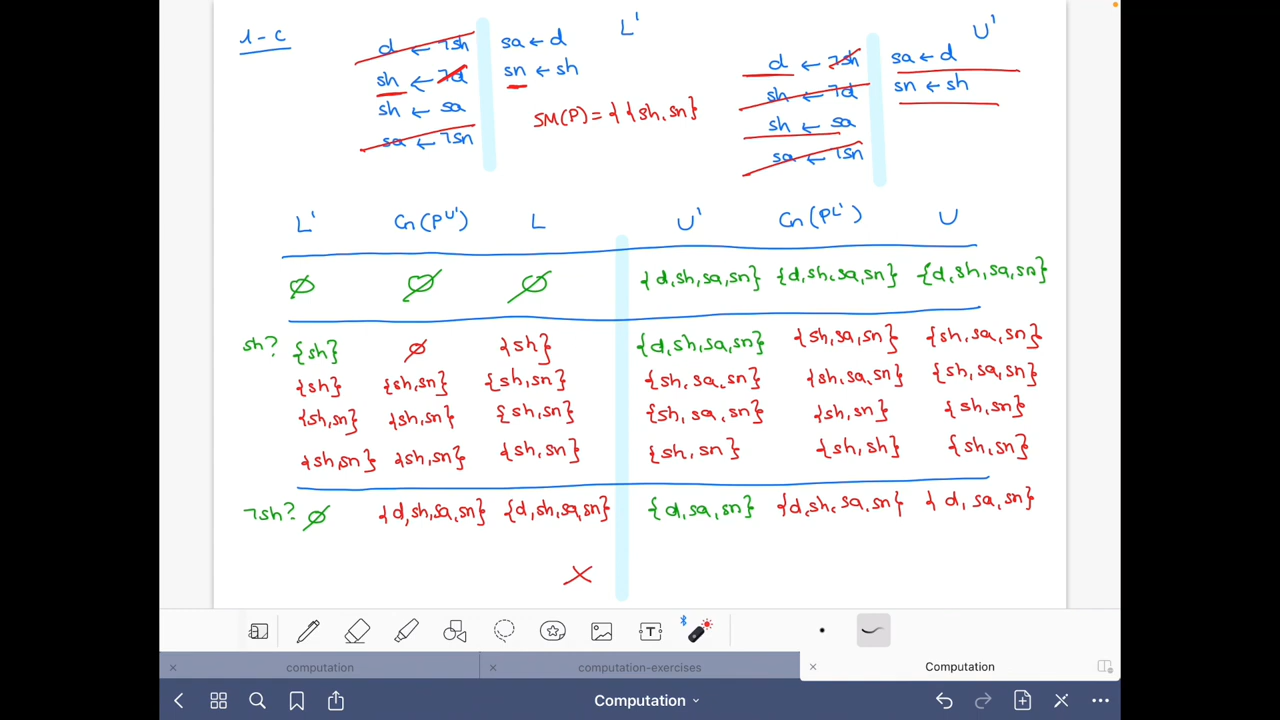 1-c
L'
d ← ¬sh
sh ← ¬d
sh ← sa
sa ← ¬sn
sa ← d
sn ← sh
SM(P) = { {sh, sn}
U'
d ← ¬sh
sh ← ¬d
sh ← sa
sa ← ¬sn
sa ← d
sn ← sh
L' Cn(P^U') L U' Cn(P^L') U
∅ ∅ ∅ {d, sh, sa, sn} {d, sh, sa, sn} {d, sh, sa, sn}
sh? {sh} ∅ {sh} {d, sh, sa, sn} {sh, sa, sn} {sh, sa, sn}
{sh} {sh, sn} {sh, sn} {sh, sa, sn} {sh, sa, sn} {sh, sa, sn}
{sh, sn} {sh, sn} {sh, sn} {sh, sa, sn} {sh, sn} {sh, sn}
{sh, sn} {sh, sn} {sh, sn} {sh, sn} {sh, sh} {sh, sn}
¬sh? ∅ {d, sh, sa, sn} {d, sh, sa, sn} {d, sa, sn} {d, sh, sa, sn} {d, sa, sn}
X
T
computation computation-exercises Computation
Computation